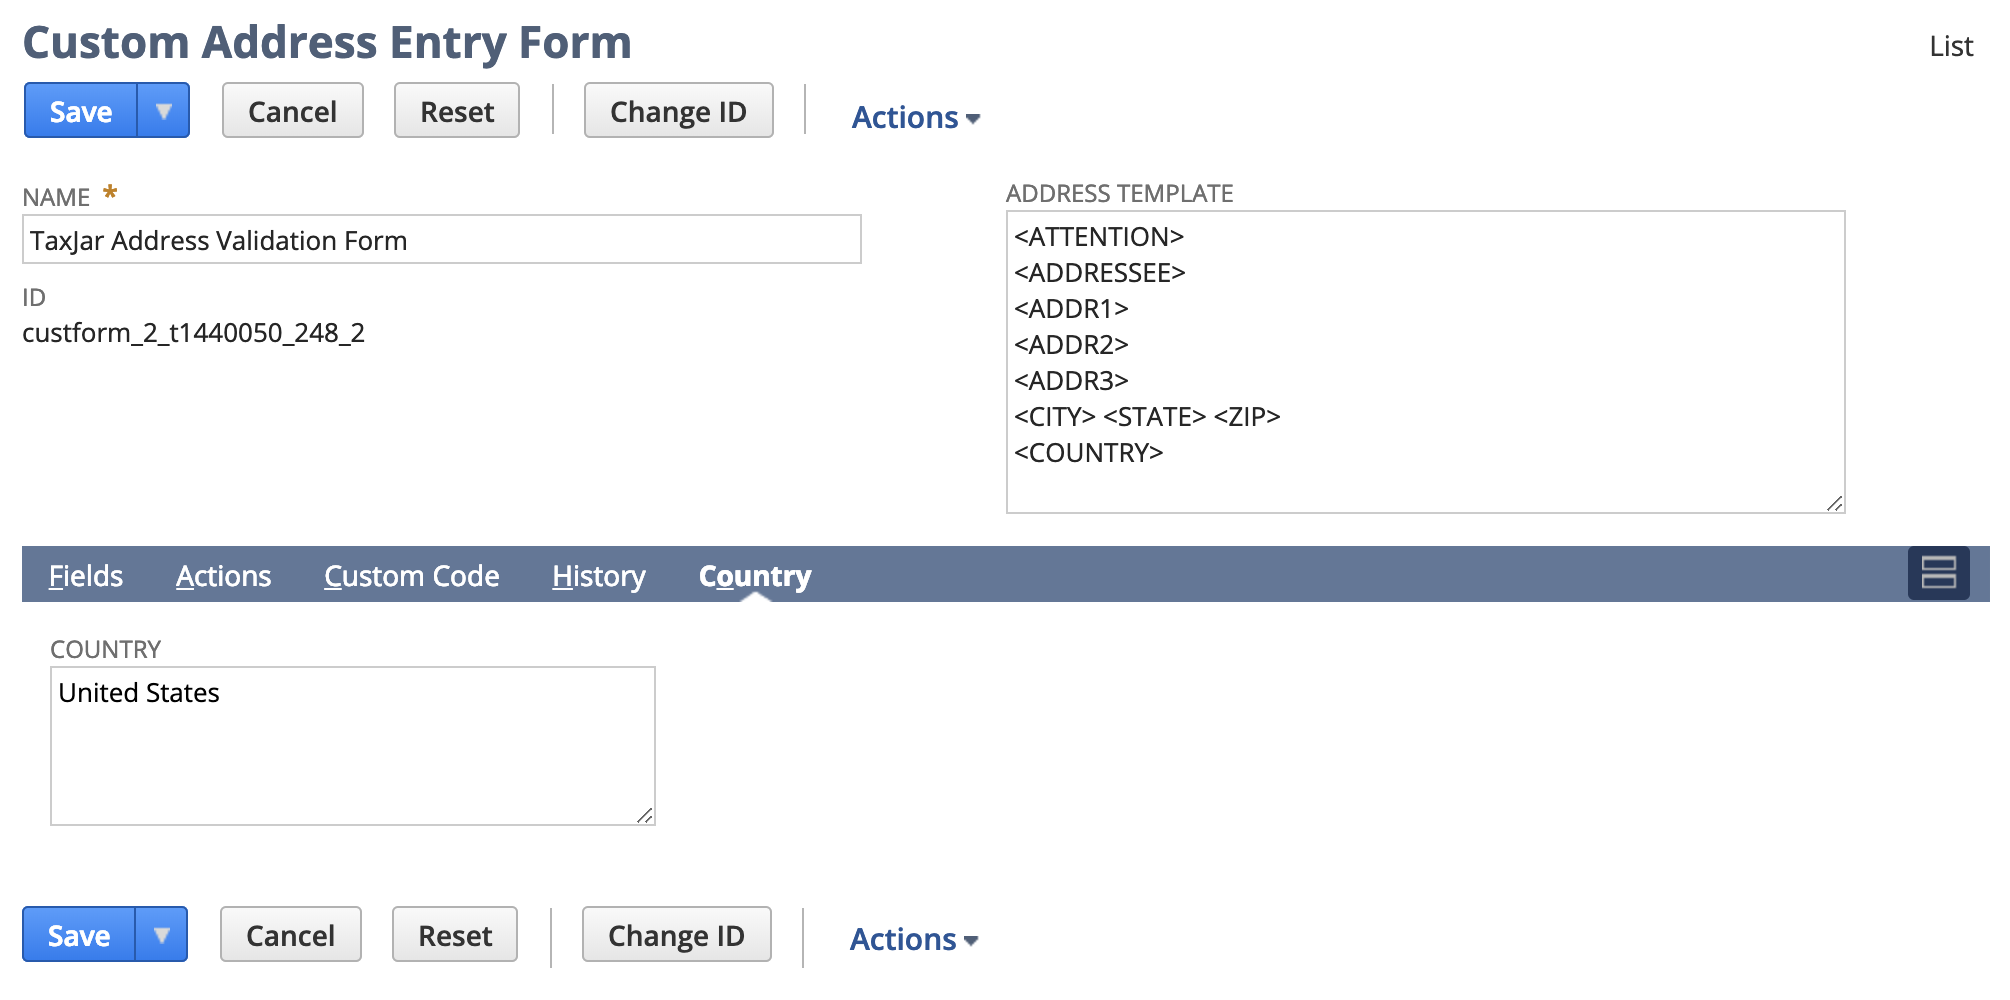 Custom Address Entry Form
List
Save Cancel Reset Change ID Actions
NAME *
TaxJar Address Validation Form
ID
custform_2_t1440050_248_2
ADDRESS TEMPLATE
<ATTENTION>
<ADDRESSEE>
<ADDR1>
<ADDR2>
<ADDR3>
<CITY> <STATE> <ZIP>
<COUNTRY>
Fields Actions Custom Code History Country
COUNTRY
United States
Save Cancel Reset Change ID Actions